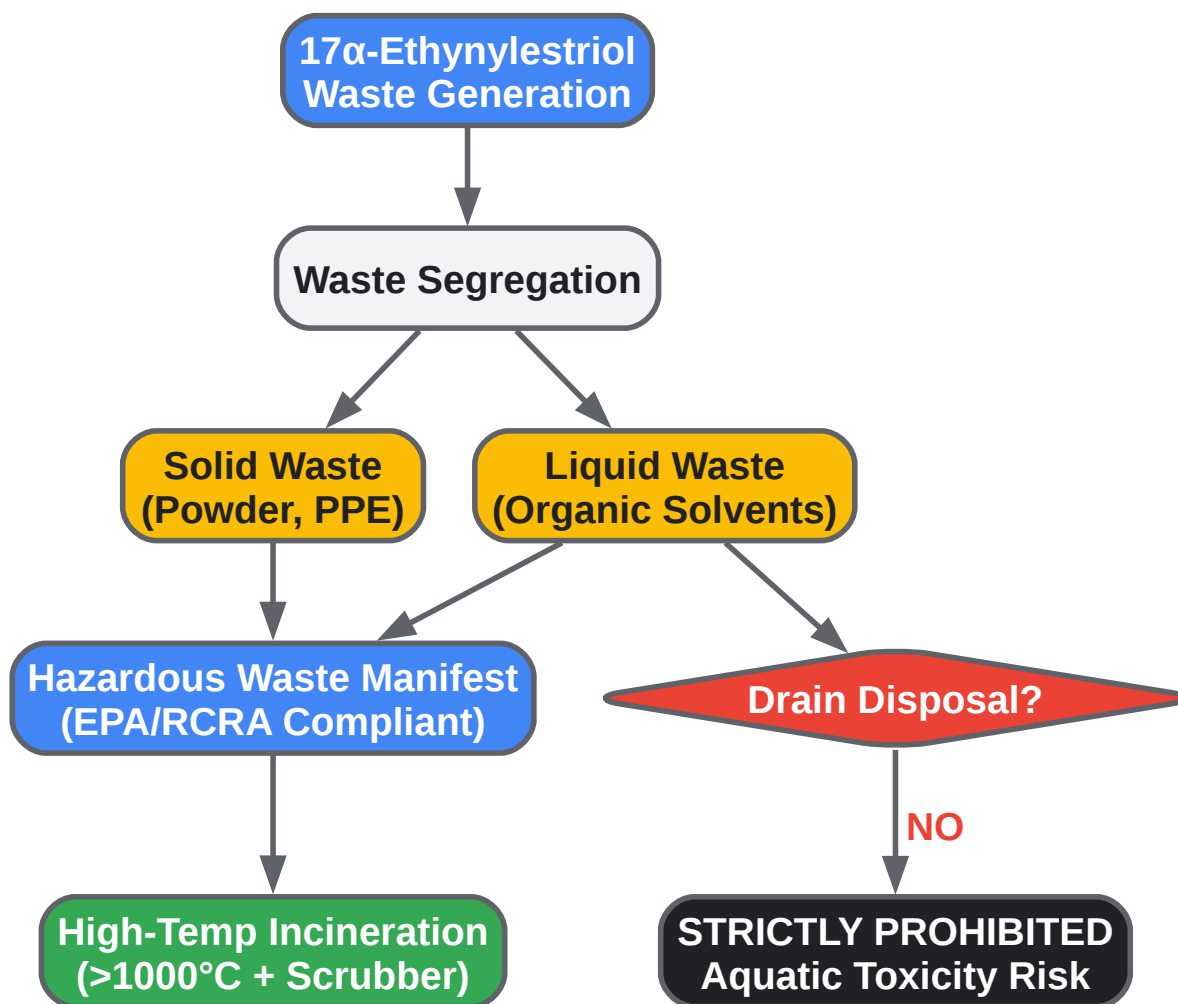 17α-Ethynylestriol
Waste Generation
Waste Segregation
Solid Waste
(Powder, PPE)
Liquid Waste
(Organic Solvents)
Hazardous Waste Manifest
(EPA/RCRA Compliant)
Drain Disposal?
NO
High-Temp Incineration
(>1000°C + Scrubber)
STRICTLY PROHIBITED
Aquatic Toxicity Risk